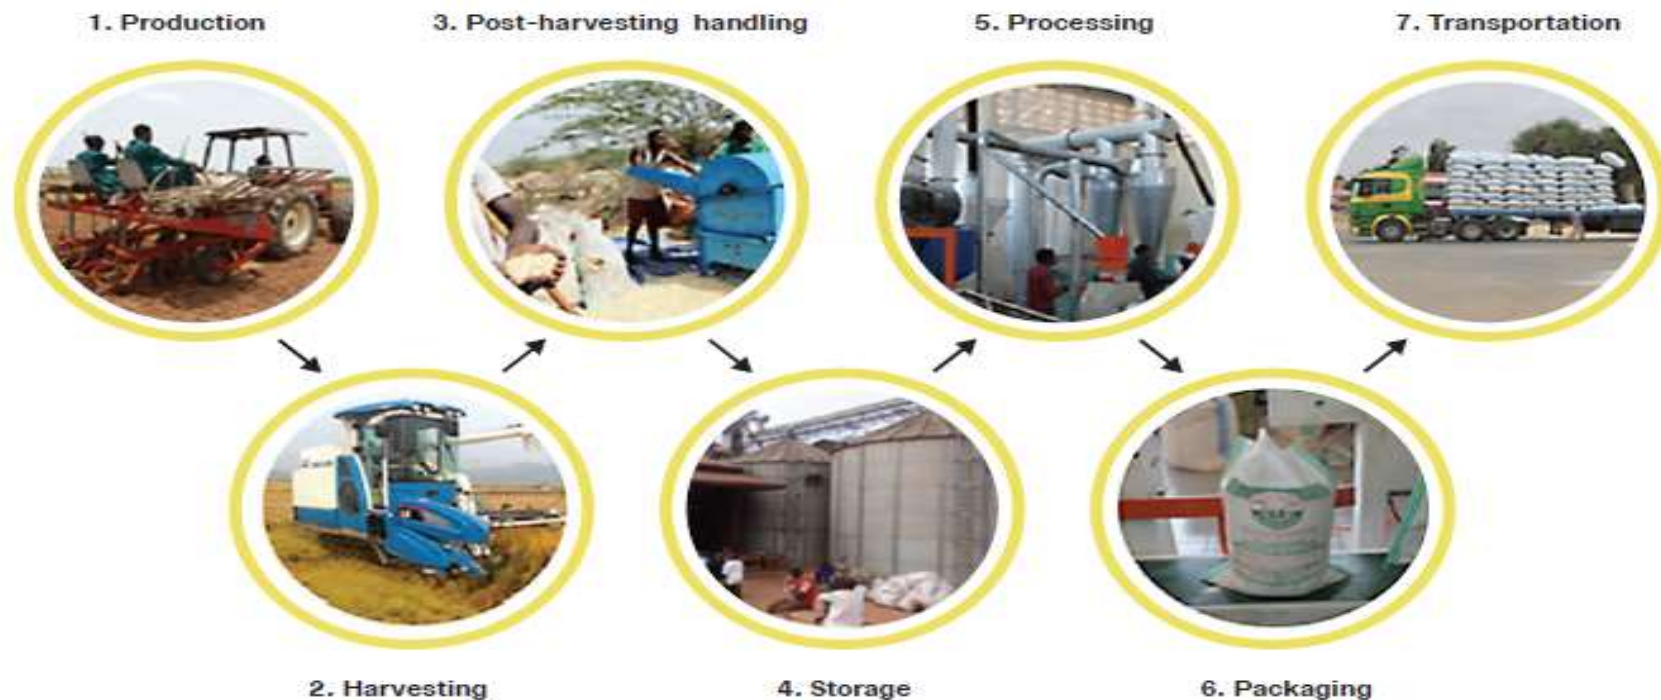 1. Production
3. Post-harvesting handling
5. Processing
7. Transportation
2. Harvesting
4. Storage
6. Packaging